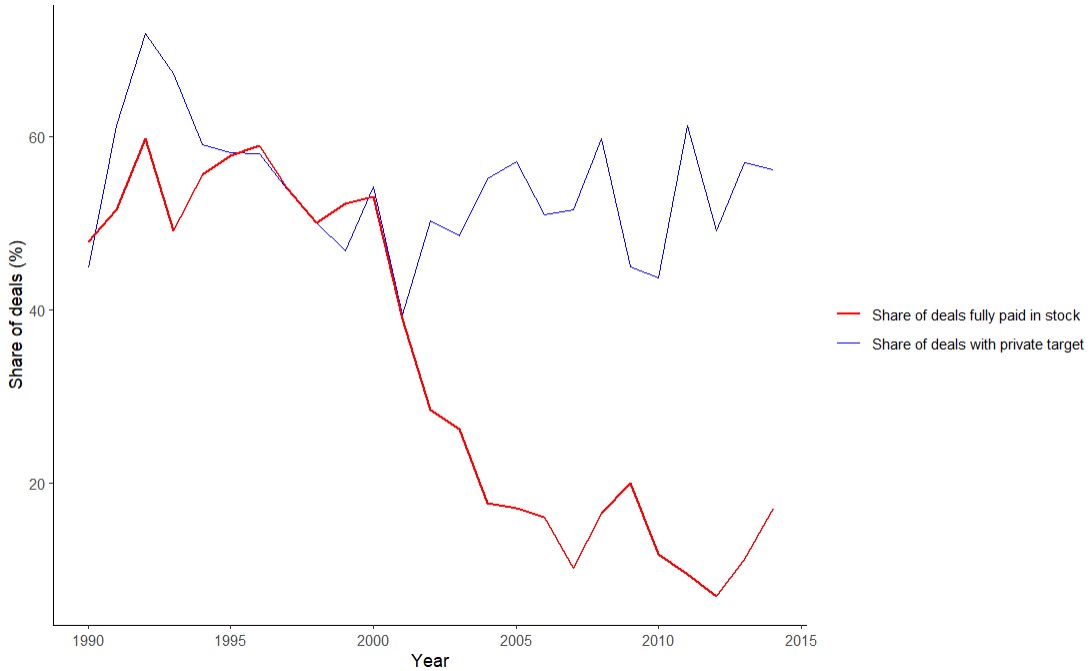 60
40
20
Share of deals (%)
1990 1995 2000 2005 2010 2015
Year
Share of deals fully paid in stock
Share of deals with private target